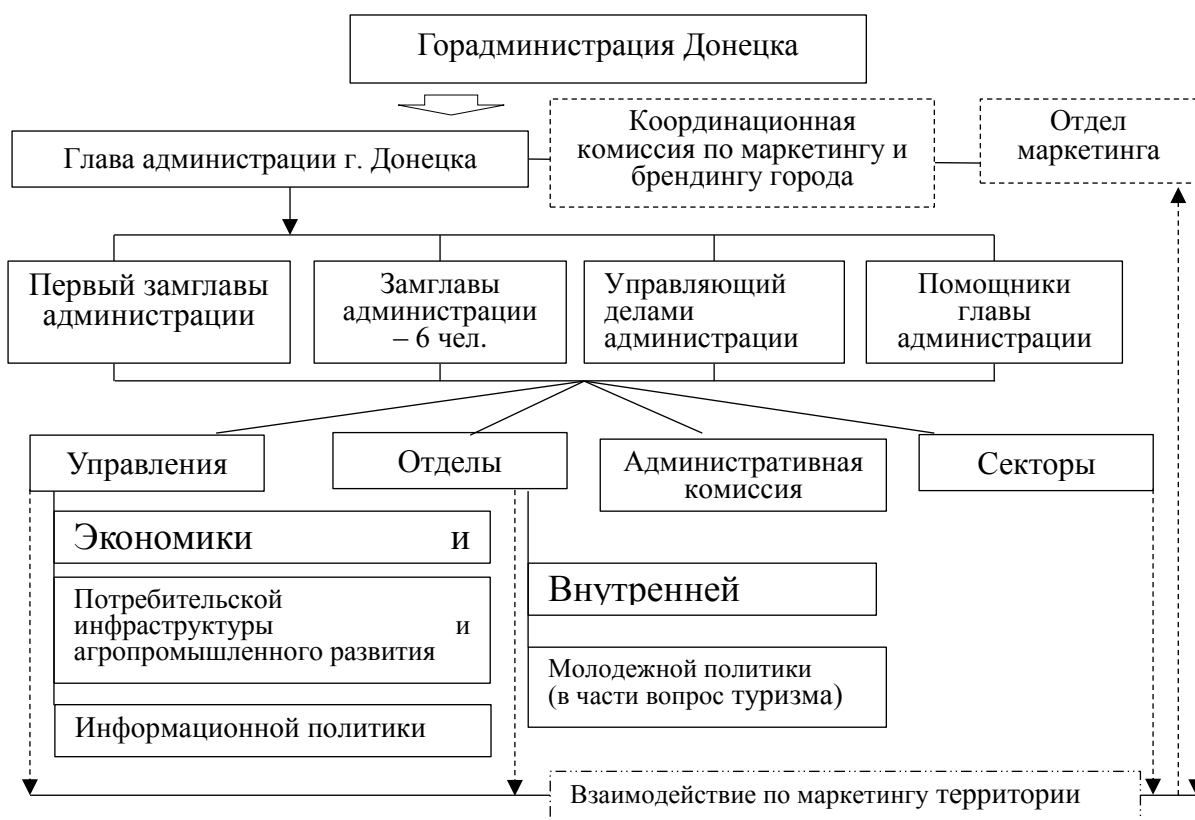 Горадминистрация Донецка
Глава администрации г. Донецка
Координационная
комиссия по маркетингу и
брендингу города
Отдел
маркетинга
Первый замглавы
администрации
Замглавы
администрации
– 6 чел.
Управляющий
делами
администрации
Помощники
главы
администрации
Управления
Отделы
Административная
комиссия
Секторы
Экономики и
Потребительской
инфраструктуры и
агропромышленного развития
Информационной политики
Внутренней
Молодежной политики
(в части вопрос туризма)
Взаимодействие по маркетингу территории